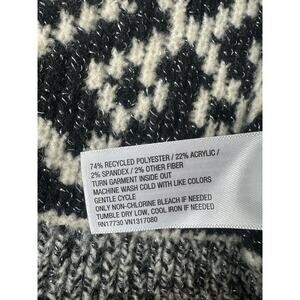 74% RECYCLED POLYESTER / 22% ACRYLIC /
2% SPANDEX / 2% OTHER FIBER
TURN GARMENT INSIDE OUT
MACHINE WASH COLD WITH LIKE COLORS
GENTLE CYCLE
ONLY NON-CHLORINE BLEACH IF NEEDED
TUMBLE DRY LOW, COOL IRON IF NEEDED
RN17730 VN1317080